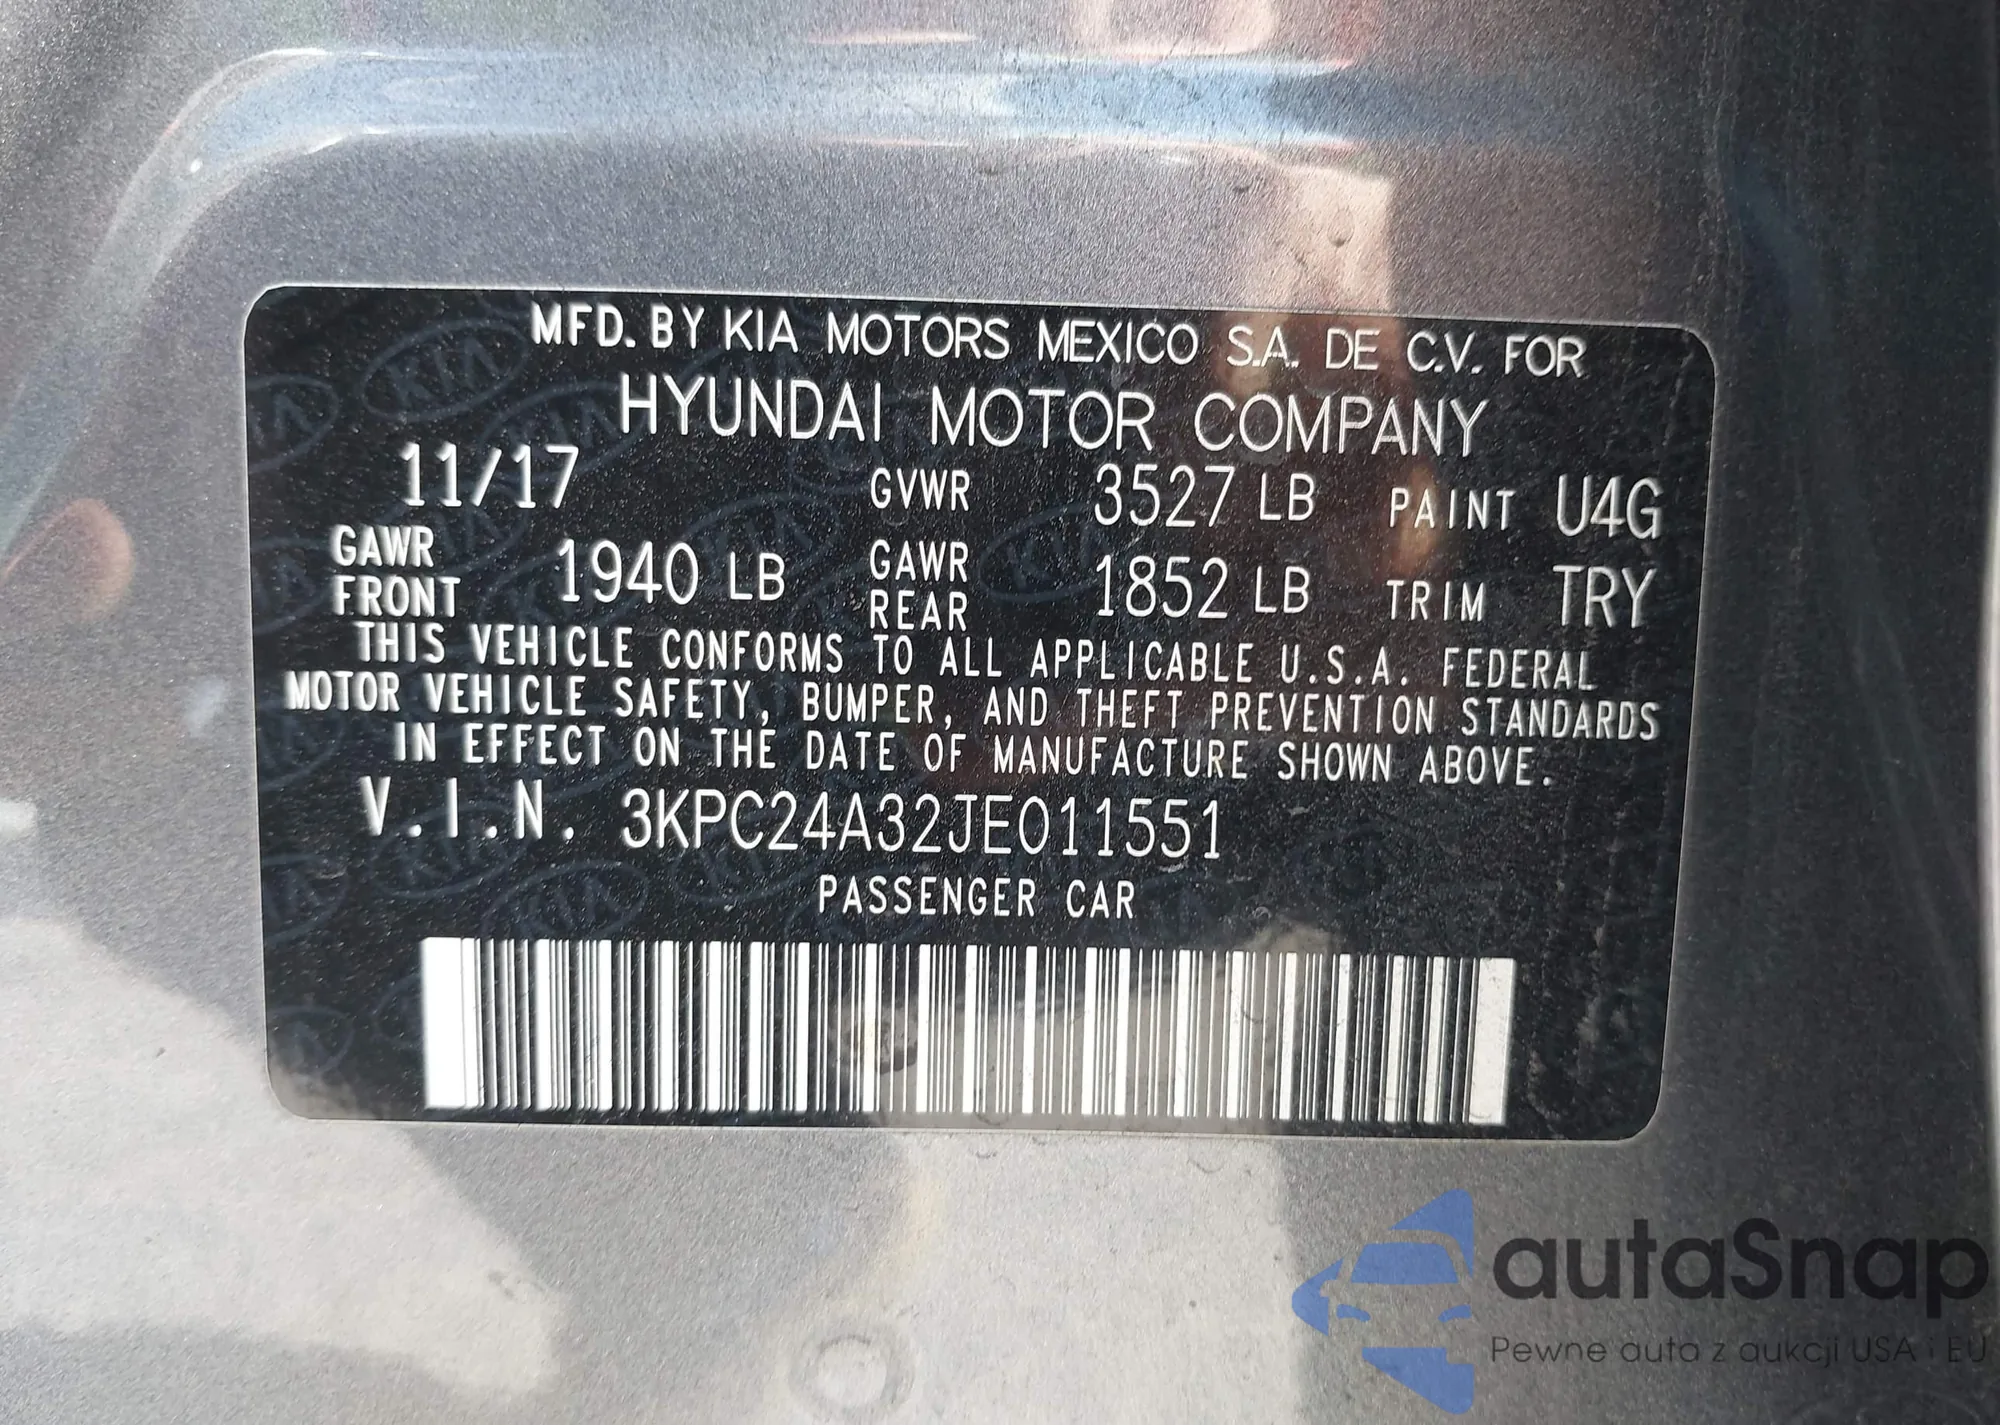 MFD. BY KIA MOTORS MEXICO S.A. DE C.V. FOR
HYUNDAI MOTOR COMPANY
11/17 GVWR 3527 LB PAINT U4G
GAWR FRONT 1940 LB GAWR REAR 1852 LB TRIM TRY
THIS VEHICLE CONFORMS TO ALL APPLICABLE U.S.A. FEDERAL
MOTOR VEHICLE SAFETY, BUMPER, AND THEFT PREVENTION STANDARDS
IN EFFECT ON THE DATE OF MANUFACTURE SHOWN ABOVE.
V.I.N. 3KPC24A32JE011551
PASSENGER CAR
autaSnap
Pewne auta z aukcji USA i EU